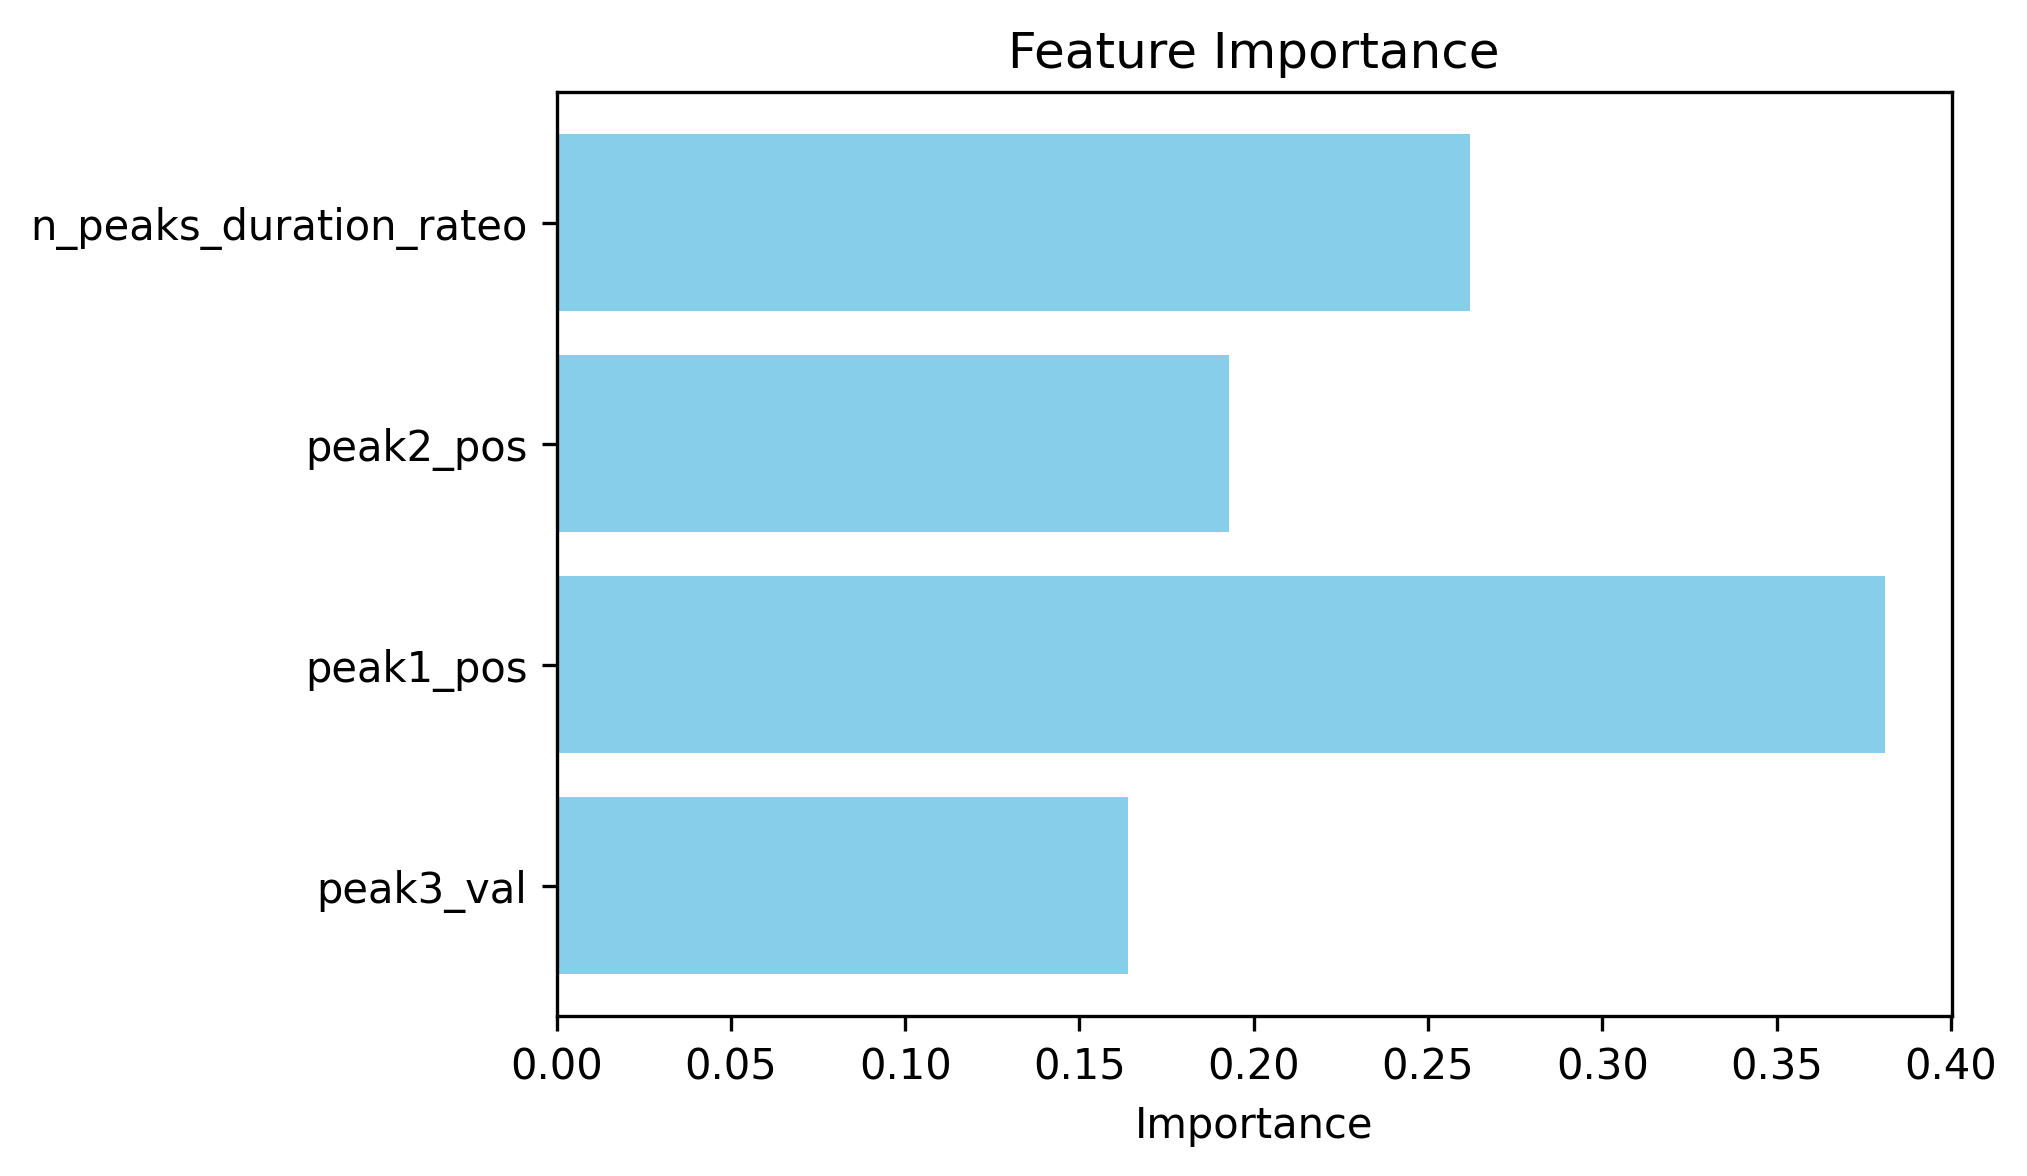 Feature Importance
n_peaks_duration_rateo
peak2_pos
peak1_pos
peak3_val
0.00 0.05 0.10 0.15 0.20 0.25 0.30 0.35 0.40
Importance